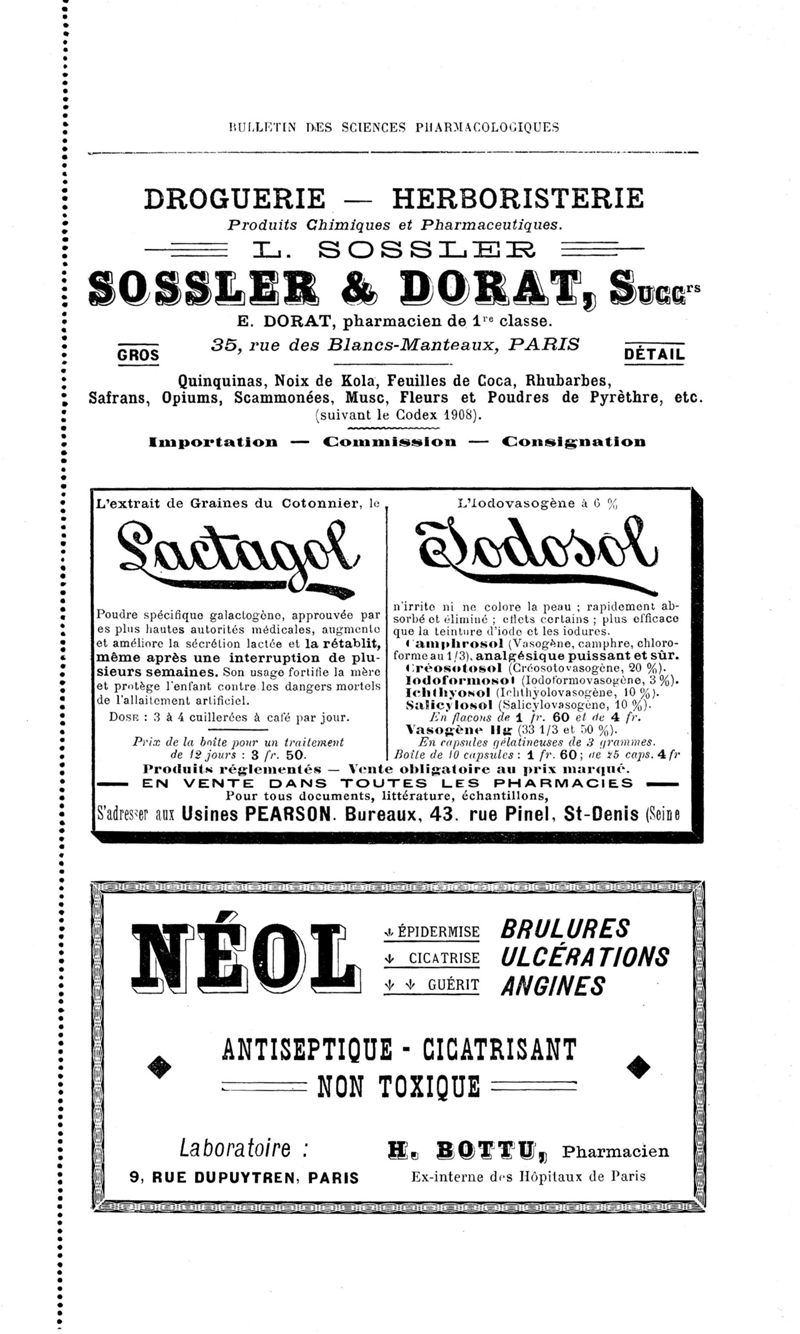 BULLETIN DES SCIENCES PHARMACOLOGIQUES
DROGUERIE — HERBORISTERIE
Produits Chimiques et Pharmaceutiques.
L. SOSSLER
SOSSLER & DORAT, Succrs
E. DORAT, pharmacien de 1re classe.
35, rue des Blancs-Manteaux, PARIS
GROS
DÉTAIL
Quinquinas, Noix de Kola, Feuilles de Coca, Rhubarbes,
Safrans, Opiums, Scammonées, Musc, Fleurs et Poudres de Pyrèthre, etc.
(suivant le Codex 1908).
Importation — Commission — Consignation
L'extrait de Graines du Cotonnier, le
Lactagol
Poudre spécifique galactogène, approuvée par
es plus hautes autorités médicales, augmente
et améliore la sécrétion lactée et la rétablit,
même après une interruption de plu-
sieurs semaines. Son usage fortifie la mère
et protège l'enfant contre les dangers mortels
de l'allaitement artificiel.
DOSE : 3 à 4 cuillerées à café par jour.
Prix de la boîte pour un traitement
de 12 jours : 3 fr. 50.
L'Iodovasogène à 6 %
Iodosol
n'irrite ni ne colore la peau ; rapidement ab-
sorbé et éliminé ; effets certains ; plus efficace
que la teinture d'iode et les iodures.
Camphrosol (Vasogène, camphre, chloro-
forme au 1/3), analgésique puissant et sûr.
Créosotosol (Créosotovasogène, 20 %).
Iodoformosol (Iodoformovasogène, 3 %).
Ichthyosol (Ichthyolovasogène, 10 %).
Salicylosol (Salicylovasogène, 10 %).
En flacons de 1 fr. 60 et de 4 fr.
Vasogène Hg (33 1/3 et 50 %).
En capsules gélatineuses de 3 grammes.
Boîte de 10 capsules : 1 fr. 60 ; de 25 caps. 4 fr
Produits réglementés — Vente obligatoire au prix marqué.
EN VENTE DANS TOUTES LES PHARMACIES
Pour tous documents, littérature, échantillons,
S'adresser aux Usines PEARSON. Bureaux, 43. rue Pinel, St-Denis (Seine
NÉOL
ÉPIDERMISE
CICATRISE
GUÉRIT
BRULURES
ULCÉRATIONS
ANGINES
ANTISEPTIQUE - CICATRISANT
NON TOXIQUE
Laboratoire :
9, RUE DUPUYTREN, PARIS
H. BOTTU, Pharmacien
Ex-interne des Hôpitaux de Paris